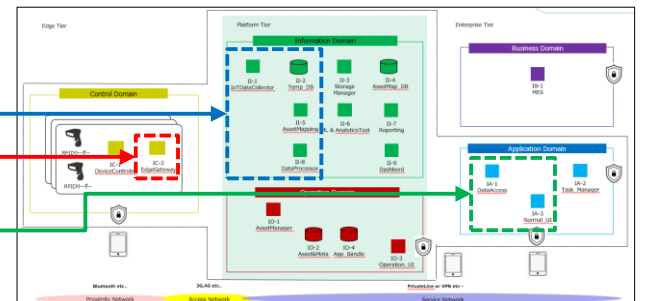 Edge Tier
Platform Tier
Enterprise Tier
Information Domain
Business Domain
II-1
IoTDataCollector
II-2
Temp_DB
II-3
Storage
Manager
II-4
AssetMap_DB
IB-1
MES
Control Domain
II-5
AssetMapping
II-6
ML & AnalyticsTool
II-7
Reporting
RFIDリーダー
IC-1
DeviceController
IC-2
EdgeGateway
Application Domain
II-8
DataProcessor
II-9
Dashbord
RFIDリーダー
IA-1
DataAccess
IA-2
Task_Manager
Operation Domain
IA-3
Normal_UI
IO-1
AssetManager
IO-2
Asset&Meta
IO-4
App_Bandle
IO-3
Operation_UI
Bluetooth etc..
3G,4G etc..
PrivateLine or VPN etc..
Proximity Network
Access Network
Service Network